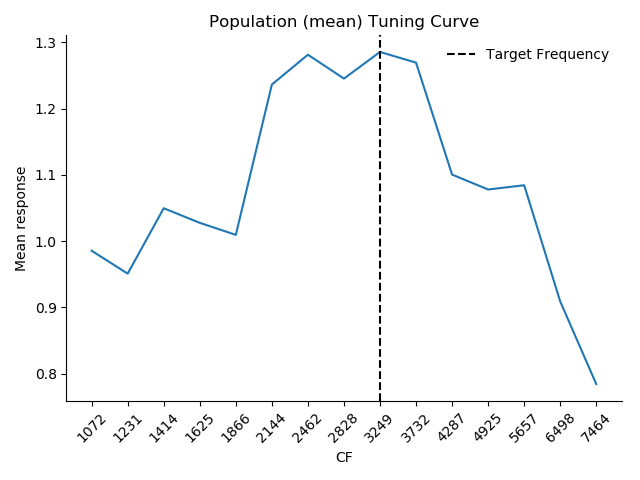 Population (mean) Tuning Curve
Target Frequency
Mean response
1.3
1.2
1.1
1.0
0.9
0.8
1072 1231 1414 1625 1866 2144 2462 2828 3249 3732 4287 4925 5657 6498 7464
CF